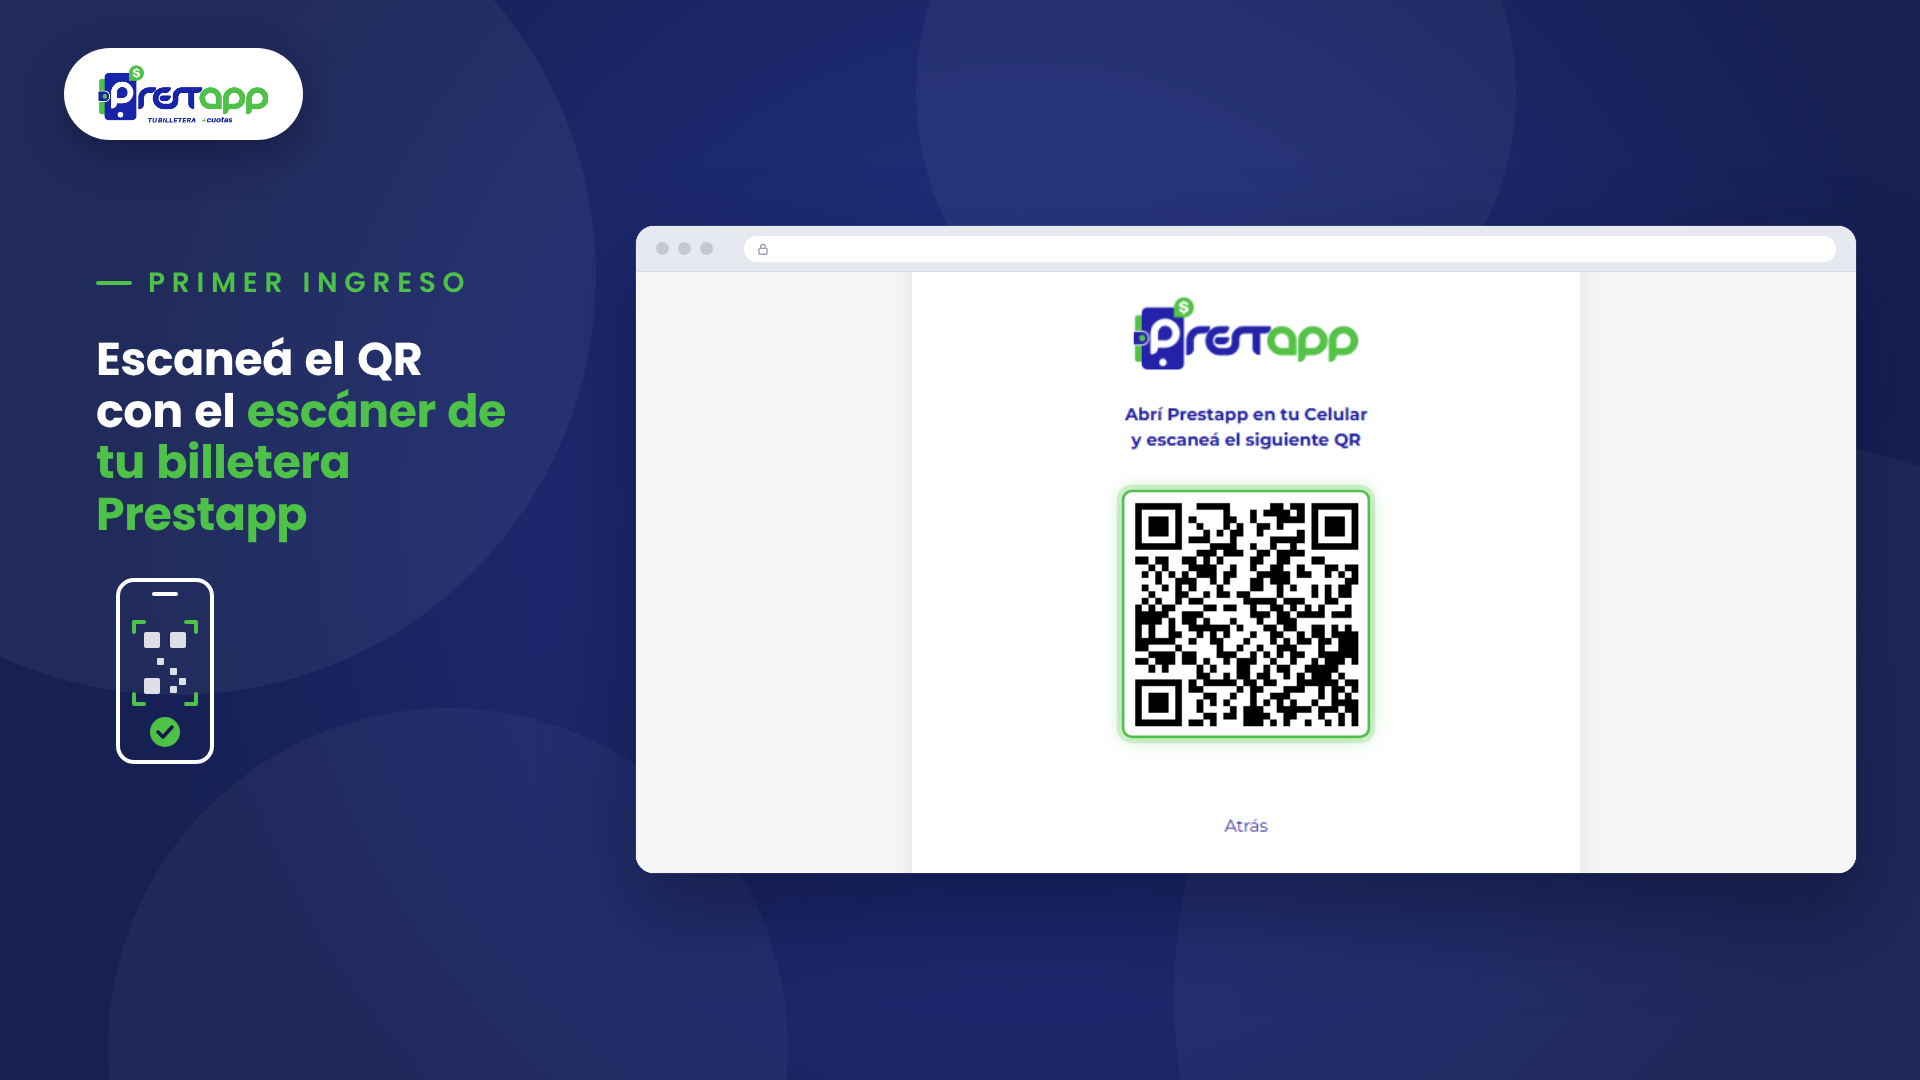 $
Prestapp
TU BILLETERA +cuotas
PRIMER INGRESO
Escaneá el QR
con el escáner de
tu billetera
Prestapp
$
Prestapp
Abrí Prestapp en tu Celular
y escaneá el siguiente QR
Atrás